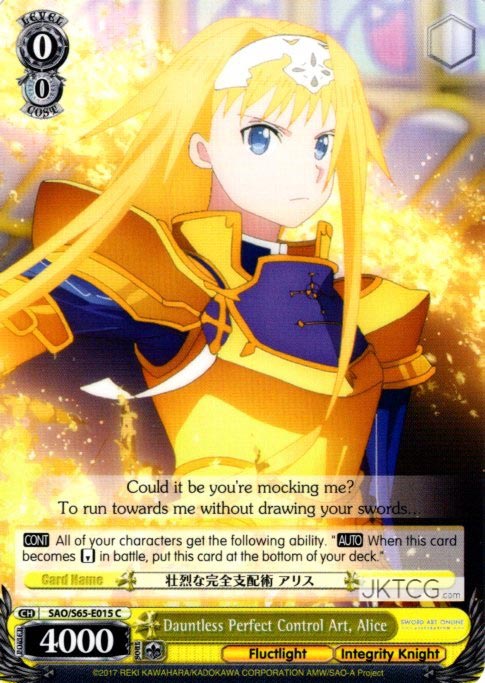 LEVEL
0
0
COST
Could it be you're mocking me?
To run towards me without drawing your swords...
CONT All of your characters get the following ability. "AUTO When this card
becomes in battle, put this card at the bottom of your deck."
Card Name 壮烈な完全支配術 アリス
JKTCG.com
CH SAO/S65-E015 C
Dauntless Perfect Control Art, Alice
SWORD ART ONLINE
POWER 4000 SOUL
Fluctlight Integrity Knight
©2017 REKI KAWAHARA/KADOKAWA CORPORATION AMW/SAO-A Project